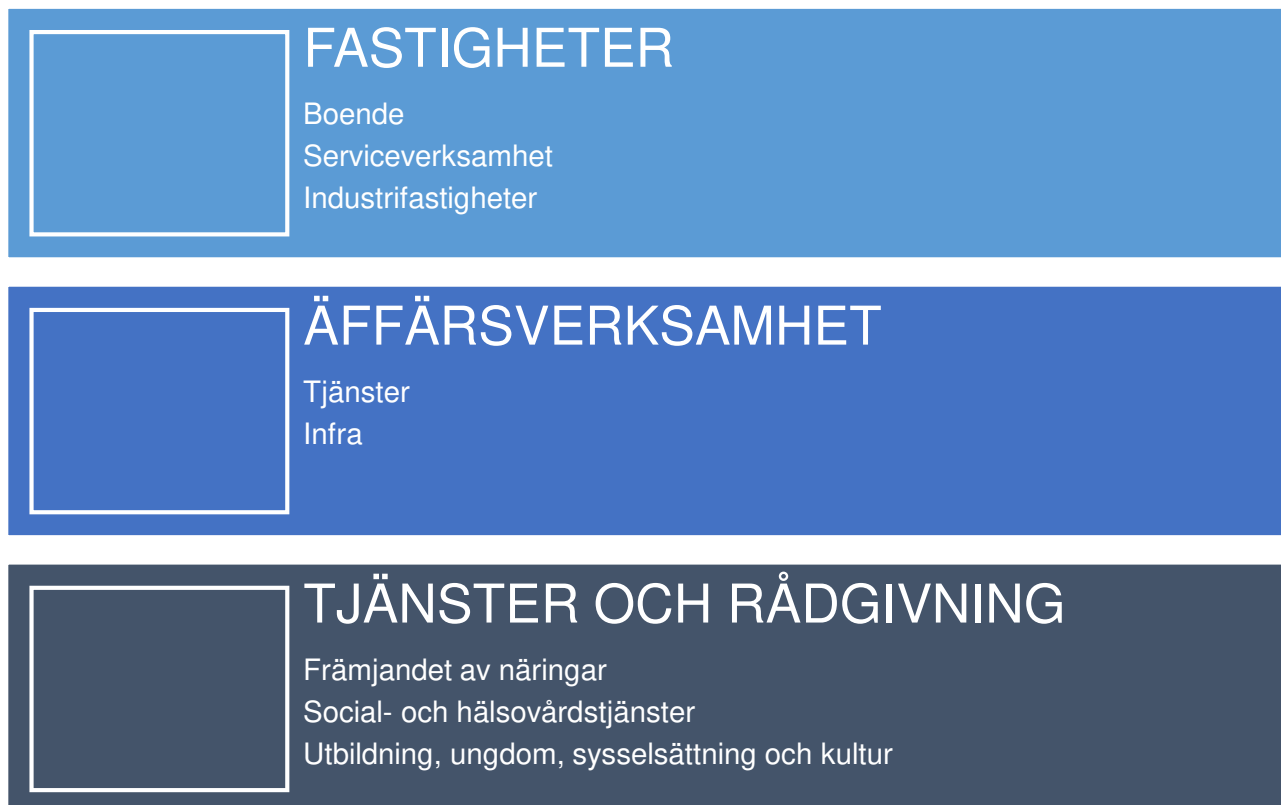 FASTIGHETER
Boende
Serviceverksamhet
Industrifastigheter
ÄFFÄRSVERKSAMHET
Tjänster
Infra
TJÄNSTER OCH RÅDGIVNING
Främjandet av näringar
Social- och hälsovårdstjänster
Utbildning, ungdom, sysselsättning och kultur